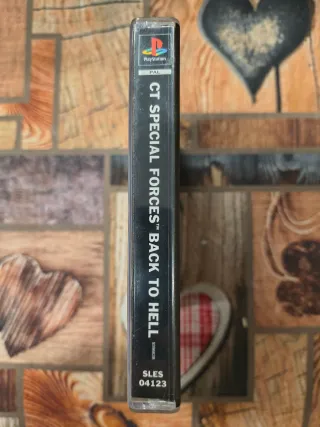 PlayStation
PAL
CT SPECIAL FORCES™ BACK TO HELL
SLES
04123